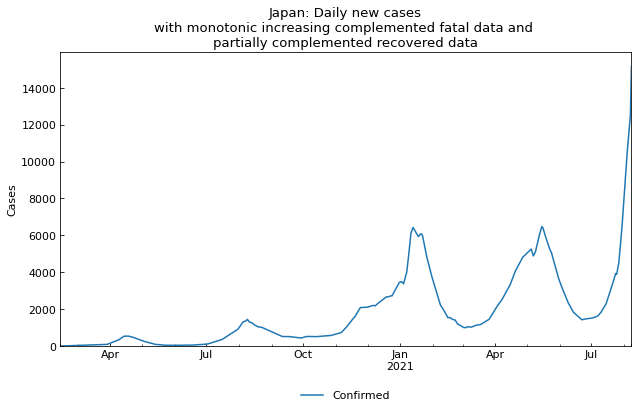 Japan: Daily new cases
with monotonic increasing complemented fatal data and
partially complemented recovered data
14000
12000
10000
8000
6000
4000
2000
0
Cases
Apr
Jul
Oct
Jan
2021
Apr
Jul
Confirmed